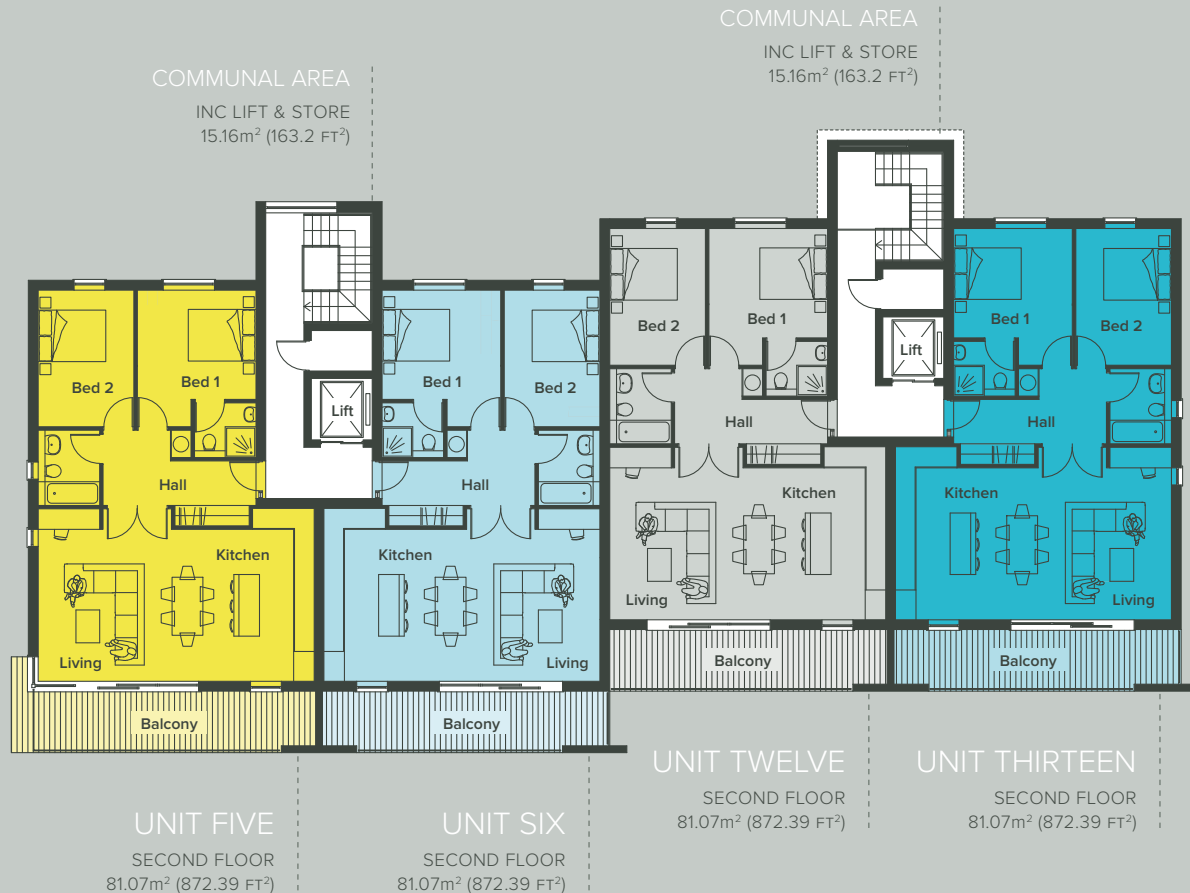 COMMUNAL AREA
INC LIFT & STORE
15.16m² (163.2 FT²)
COMMUNAL AREA
INC LIFT & STORE
15.16m² (163.2 FT²)
Bed 2
Bed 1
Lift
Bed 1
Bed 2
Hall
Hall
Kitchen
Kitchen
Living
Living
Balcony
Balcony
Bed 2
Bed 1
Lift
Bed 1
Bed 2
Hall
Hall
Kitchen
Kitchen
Living
Living
Balcony
Balcony
UNIT FIVE
SECOND FLOOR
81.07m² (872.39 FT²)
UNIT SIX
SECOND FLOOR
81.07m² (872.39 FT²)
UNIT TWELVE
SECOND FLOOR
81.07m² (872.39 FT²)
UNIT THIRTEEN
SECOND FLOOR
81.07m² (872.39 FT²)